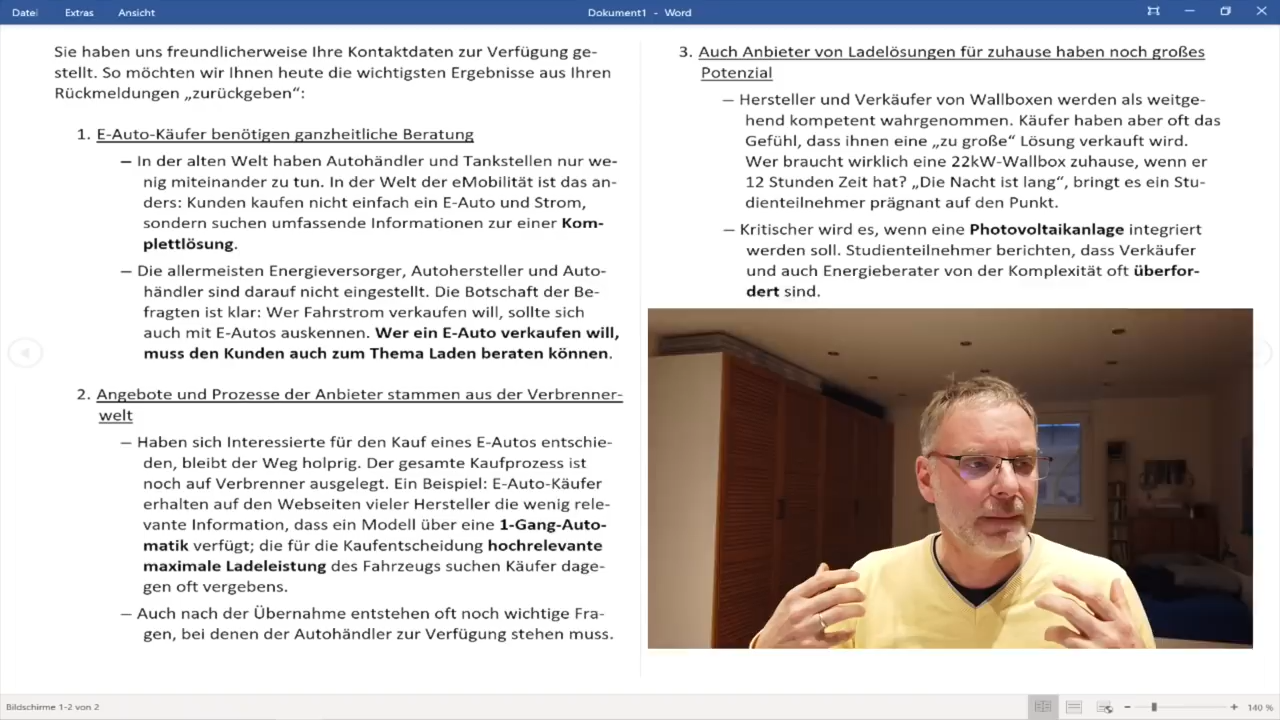 Datei Extras Ansicht Dokument1 - Word
Sie haben uns freundlicherweise Ihre Kontaktdaten zur Verfügung ge-
stellt. So möchten wir Ihnen heute die wichtigsten Ergebnisse aus Ihren
Rückmeldungen „zurückgeben“:
1. E-Auto-Käufer benötigen ganzheitliche Beratung
– In der alten Welt haben Autohändler und Tankstellen nur we-
nig miteinander zu tun. In der Welt der eMobilität ist das an-
ders: Kunden kaufen nicht einfach ein E-Auto und Strom,
sondern suchen umfassende Informationen zur einer Kom-
plettlösung.
– Die allermeisten Energieversorger, Autohersteller und Auto-
händler sind darauf nicht eingestellt. Die Botschaft der Be-
fragten ist klar: Wer Fahrstrom verkaufen will, sollte sich
auch mit E-Autos auskennen. Wer ein E-Auto verkaufen will,
muss den Kunden auch zum Thema Laden beraten können.
2. Angebote und Prozesse der Anbieter stammen aus der Verbrenner-
welt
– Haben sich Interessierte für den Kauf eines E-Autos entschie-
den, bleibt der Weg holprig. Der gesamte Kaufprozess ist
noch auf Verbrenner ausgelegt. Ein Beispiel: E-Auto-Käufer
erhalten auf den Webseiten vieler Hersteller die wenig rele-
vante Information, dass ein Modell über eine 1-Gang-Auto-
matik verfügt; die für die Kaufentscheidung hochrelevante
maximale Ladeleistung des Fahrzeugs suchen Käufer dage-
gen oft vergebens.
– Auch nach der Übernahme entstehen oft noch wichtige Fra-
gen, bei denen der Autohändler zur Verfügung stehen muss.
3. Auch Anbieter von Ladelösungen für zuhause haben noch großes
Potenzial
– Hersteller und Verkäufer von Wallboxen werden als weitge-
hend kompetent wahrgenommen. Käufer haben aber oft das
Gefühl, dass ihnen eine „zu große“ Lösung verkauft wird.
Wer braucht wirklich eine 22kW-Wallbox zuhause, wenn er
12 Stunden Zeit hat? „Die Nacht ist lang“, bringt es ein Stu-
dienteilnehmer prägnant auf den Punkt.
– Kritischer wird es, wenn eine Photovoltaikanlage integriert
werden soll. Studienteilnehmer berichten, dass Verkäufer
und auch Energieberater von der Komplexität oft überfor-
dert sind.
Bildschirme 1-2 von 2 140 %